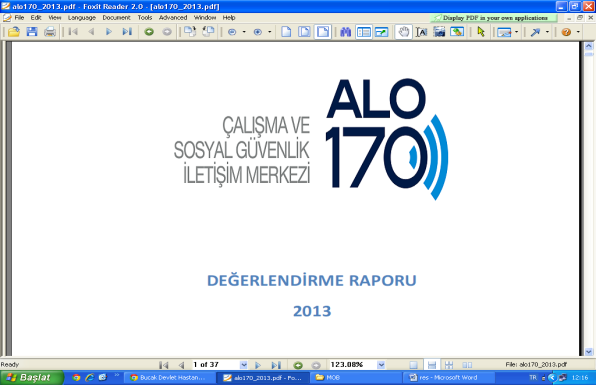 alo170_2013.pdf - Foxit Reader 2.0 - [alo170_2013.pdf]
File Edit View Language Document Tools Advanced Window Help
Display PDF in your own applications
ÇALIŞMA VE
SOSYAL GÜVENLİK
İLETİŞİM MERKEZİ
ALO
170
DEĞERLENDİRME RAPORU
2013
Ready
1 of 37
123.08%
File: alo170_2013.pdf
Başlat
Bucak Devlet Hastan...
alo170_2013.pdf - Fo...
MOB
res - Microsoft Word
TR
12:16